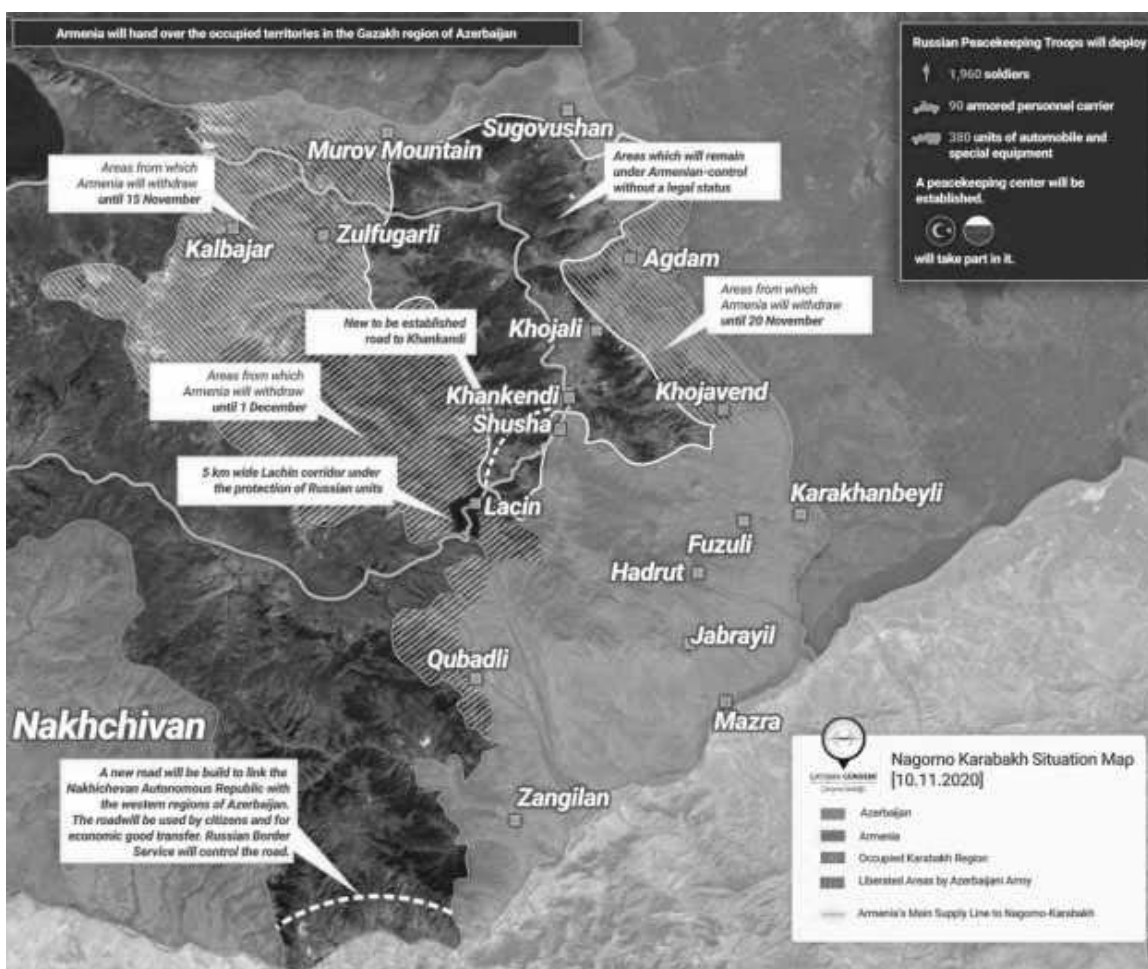 Armenia will hand over the occupied territories in the Gazakh region of Azerbaijan
Russian Peacekeeping Troops will deploy
1,960 soldiers
90 armored personnel carrier
380 units of automobile and
special equipment
A peacekeeping center will be
established.
will take part in it.
Sugovushan
Murov Mountain
Areas which will remain
under Armenian-control
without a legal status
Areas from which
Armenia will withdraw
until 15 November
Kalbajar
Zulfugarli
Agdam
Areas from which
Armenia will withdraw
until 20 November
New to be established
road to Khankandi
Khojali
Areas from which
Armenia will withdraw
until 1 December
Khankendi
Khojavend
Shusha
5 km wide Lachin corridor under
the protection of Russian units
Lacin
Karakhanbeyli
Fuzuli
Hadrut
Jabrayil
Qubadli
Mazra
Nakhchivan
A new road will be build to link the
Nakhichevan Autonomous Republic with
the western regions of Azerbaijan.
The roadwill be used by citizens and for
economic good transfer. Russian Border
Service will control the road.
Zangilan
Nagorno Karabakh Situation Map
[10.11.2020]
Azerbaijan
Armenia
Occupied Karabakh Region
Liberated Areas by Azerbaijani Army
Armenia's Main Supply Line to Nagorno-Karabakh